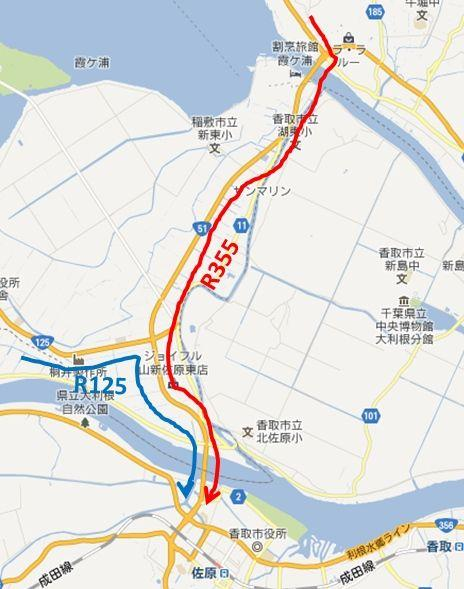 牛堀中
185
割烹旅館
霞ヶ浦
ラ・ラ
ルー
霞ケ浦
稲敷市立
新東小
香取市立
湖東小
サンマリン
51
11
R355
香取市立
新島中
新島
千葉県立
中央博物館
大利根分館
役所
125
桐井製作所
ジョイフル
山新佐原東店
R125
県立大利根
自然公園
101
香取市立
北佐原小
2
356
香取市役所
利根水郷ライン
香取
成田線
佐原
成田線